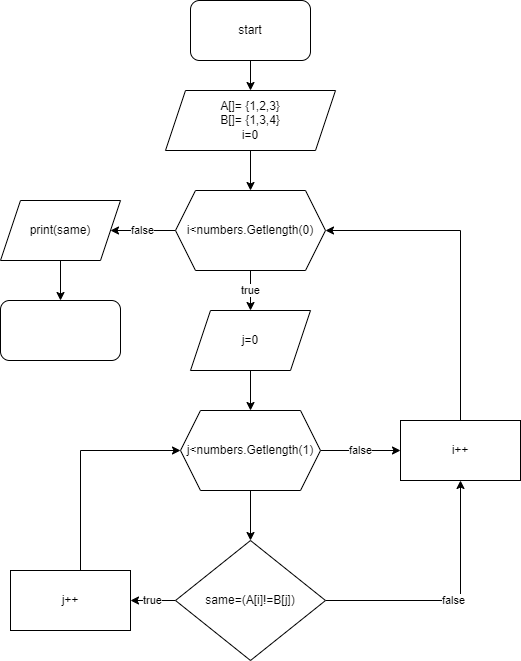 start
A[]= {1,2,3}
B[]= {1,3,4}
i=0
i<numbers.Getlength(0)
false
print(same)
true
j=0
j<numbers.Getlength(1)
false
i++
same=(A[i]!=B[j])
true
j++
false